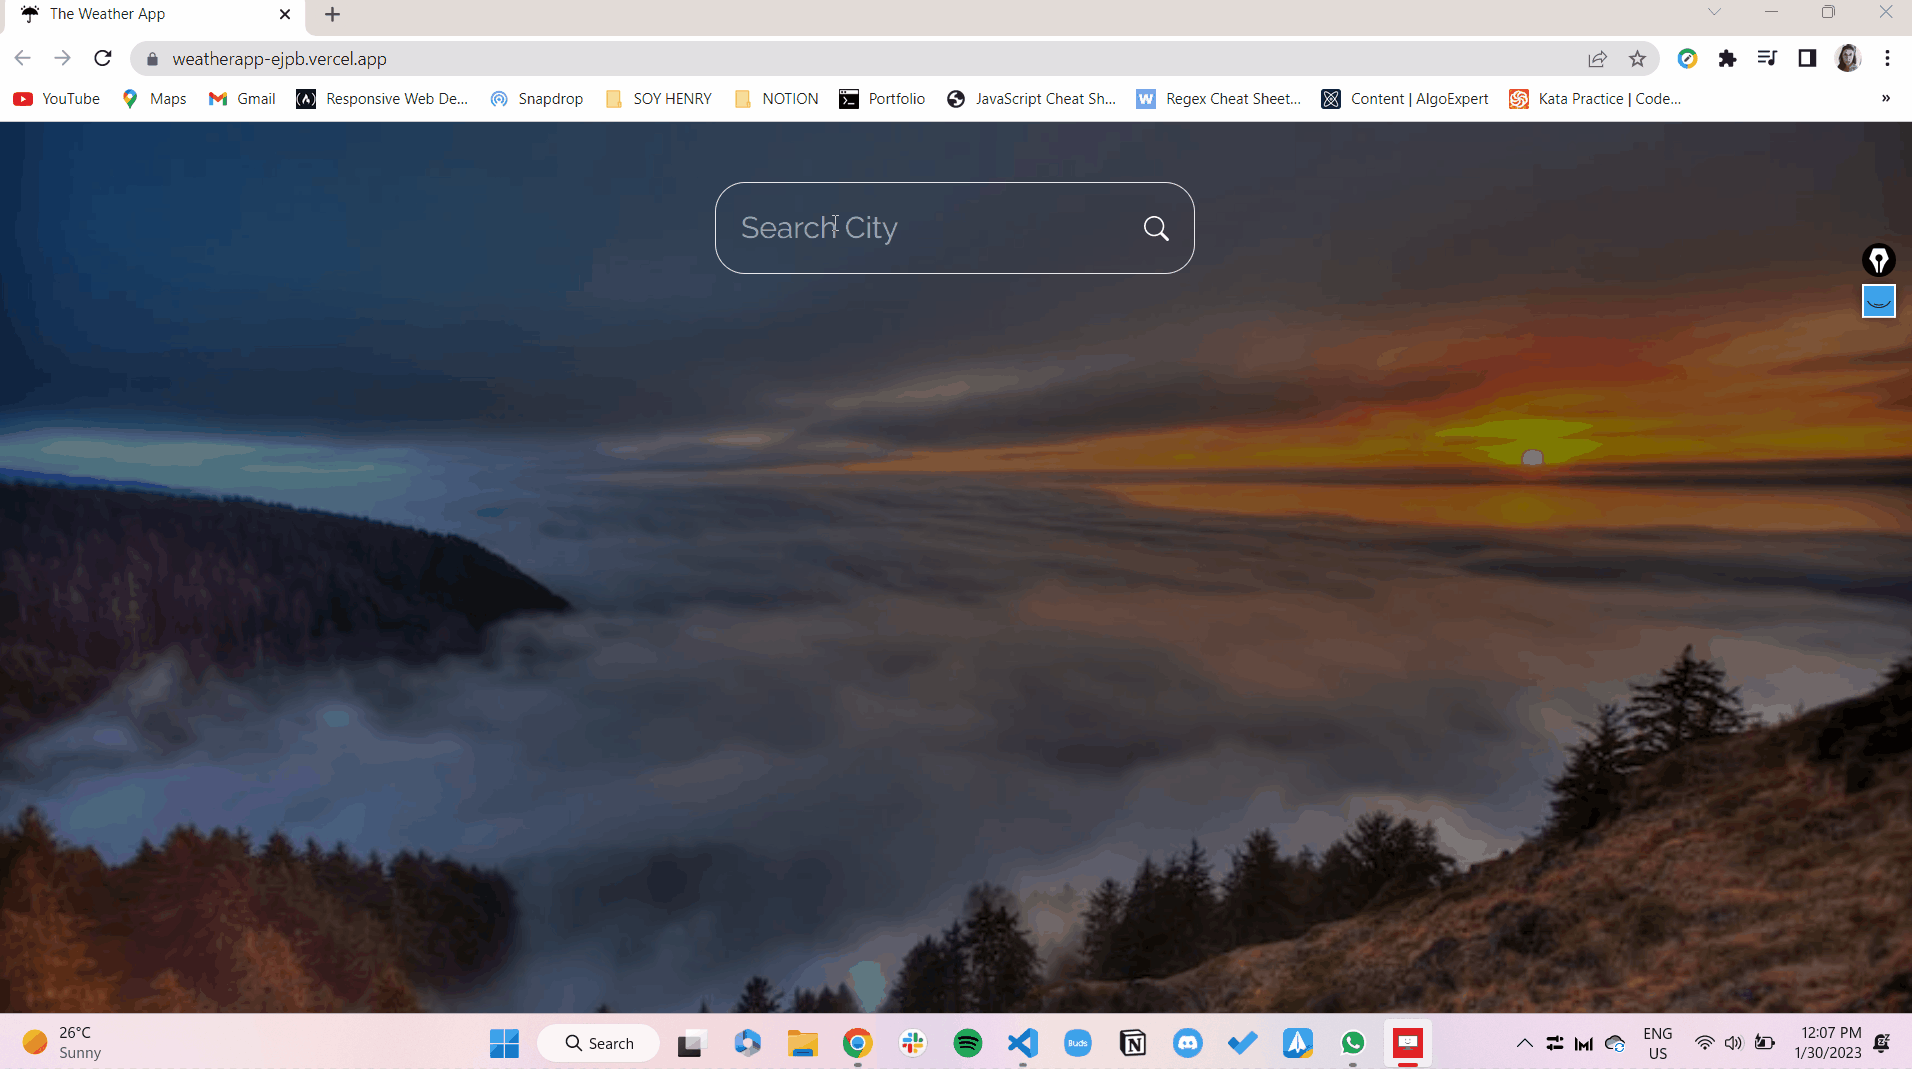 The Weather App
weatherapp-ejpb.vercel.app
YouTube Maps Gmail Responsive Web De... Snapdrop SOY HENRY NOTION Portfolio JavaScript Cheat Sh... Regex Cheat Sheet... Content | AlgoExpert Kata Practice | Code... »
Search City
26°C
Sunny
Search
Buds
ENG
US
12:07 PM
1/30/2023